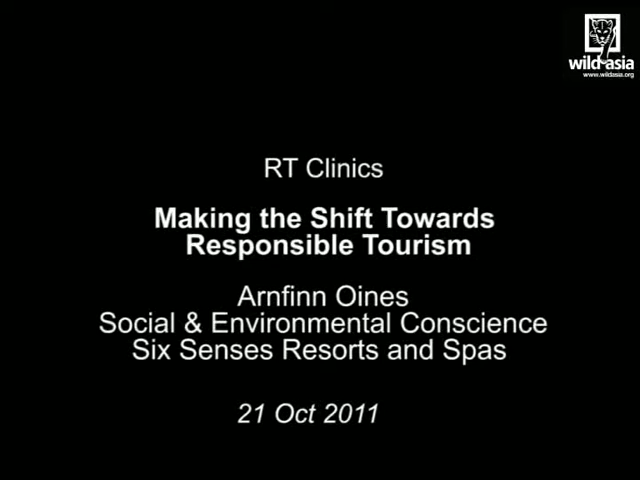 wild asia
www.wildasia.org
RT Clinics
Making the Shift Towards
Responsible Tourism
Arnfinn Oines
Social & Environmental Conscience
Six Senses Resorts and Spas
21 Oct 2011